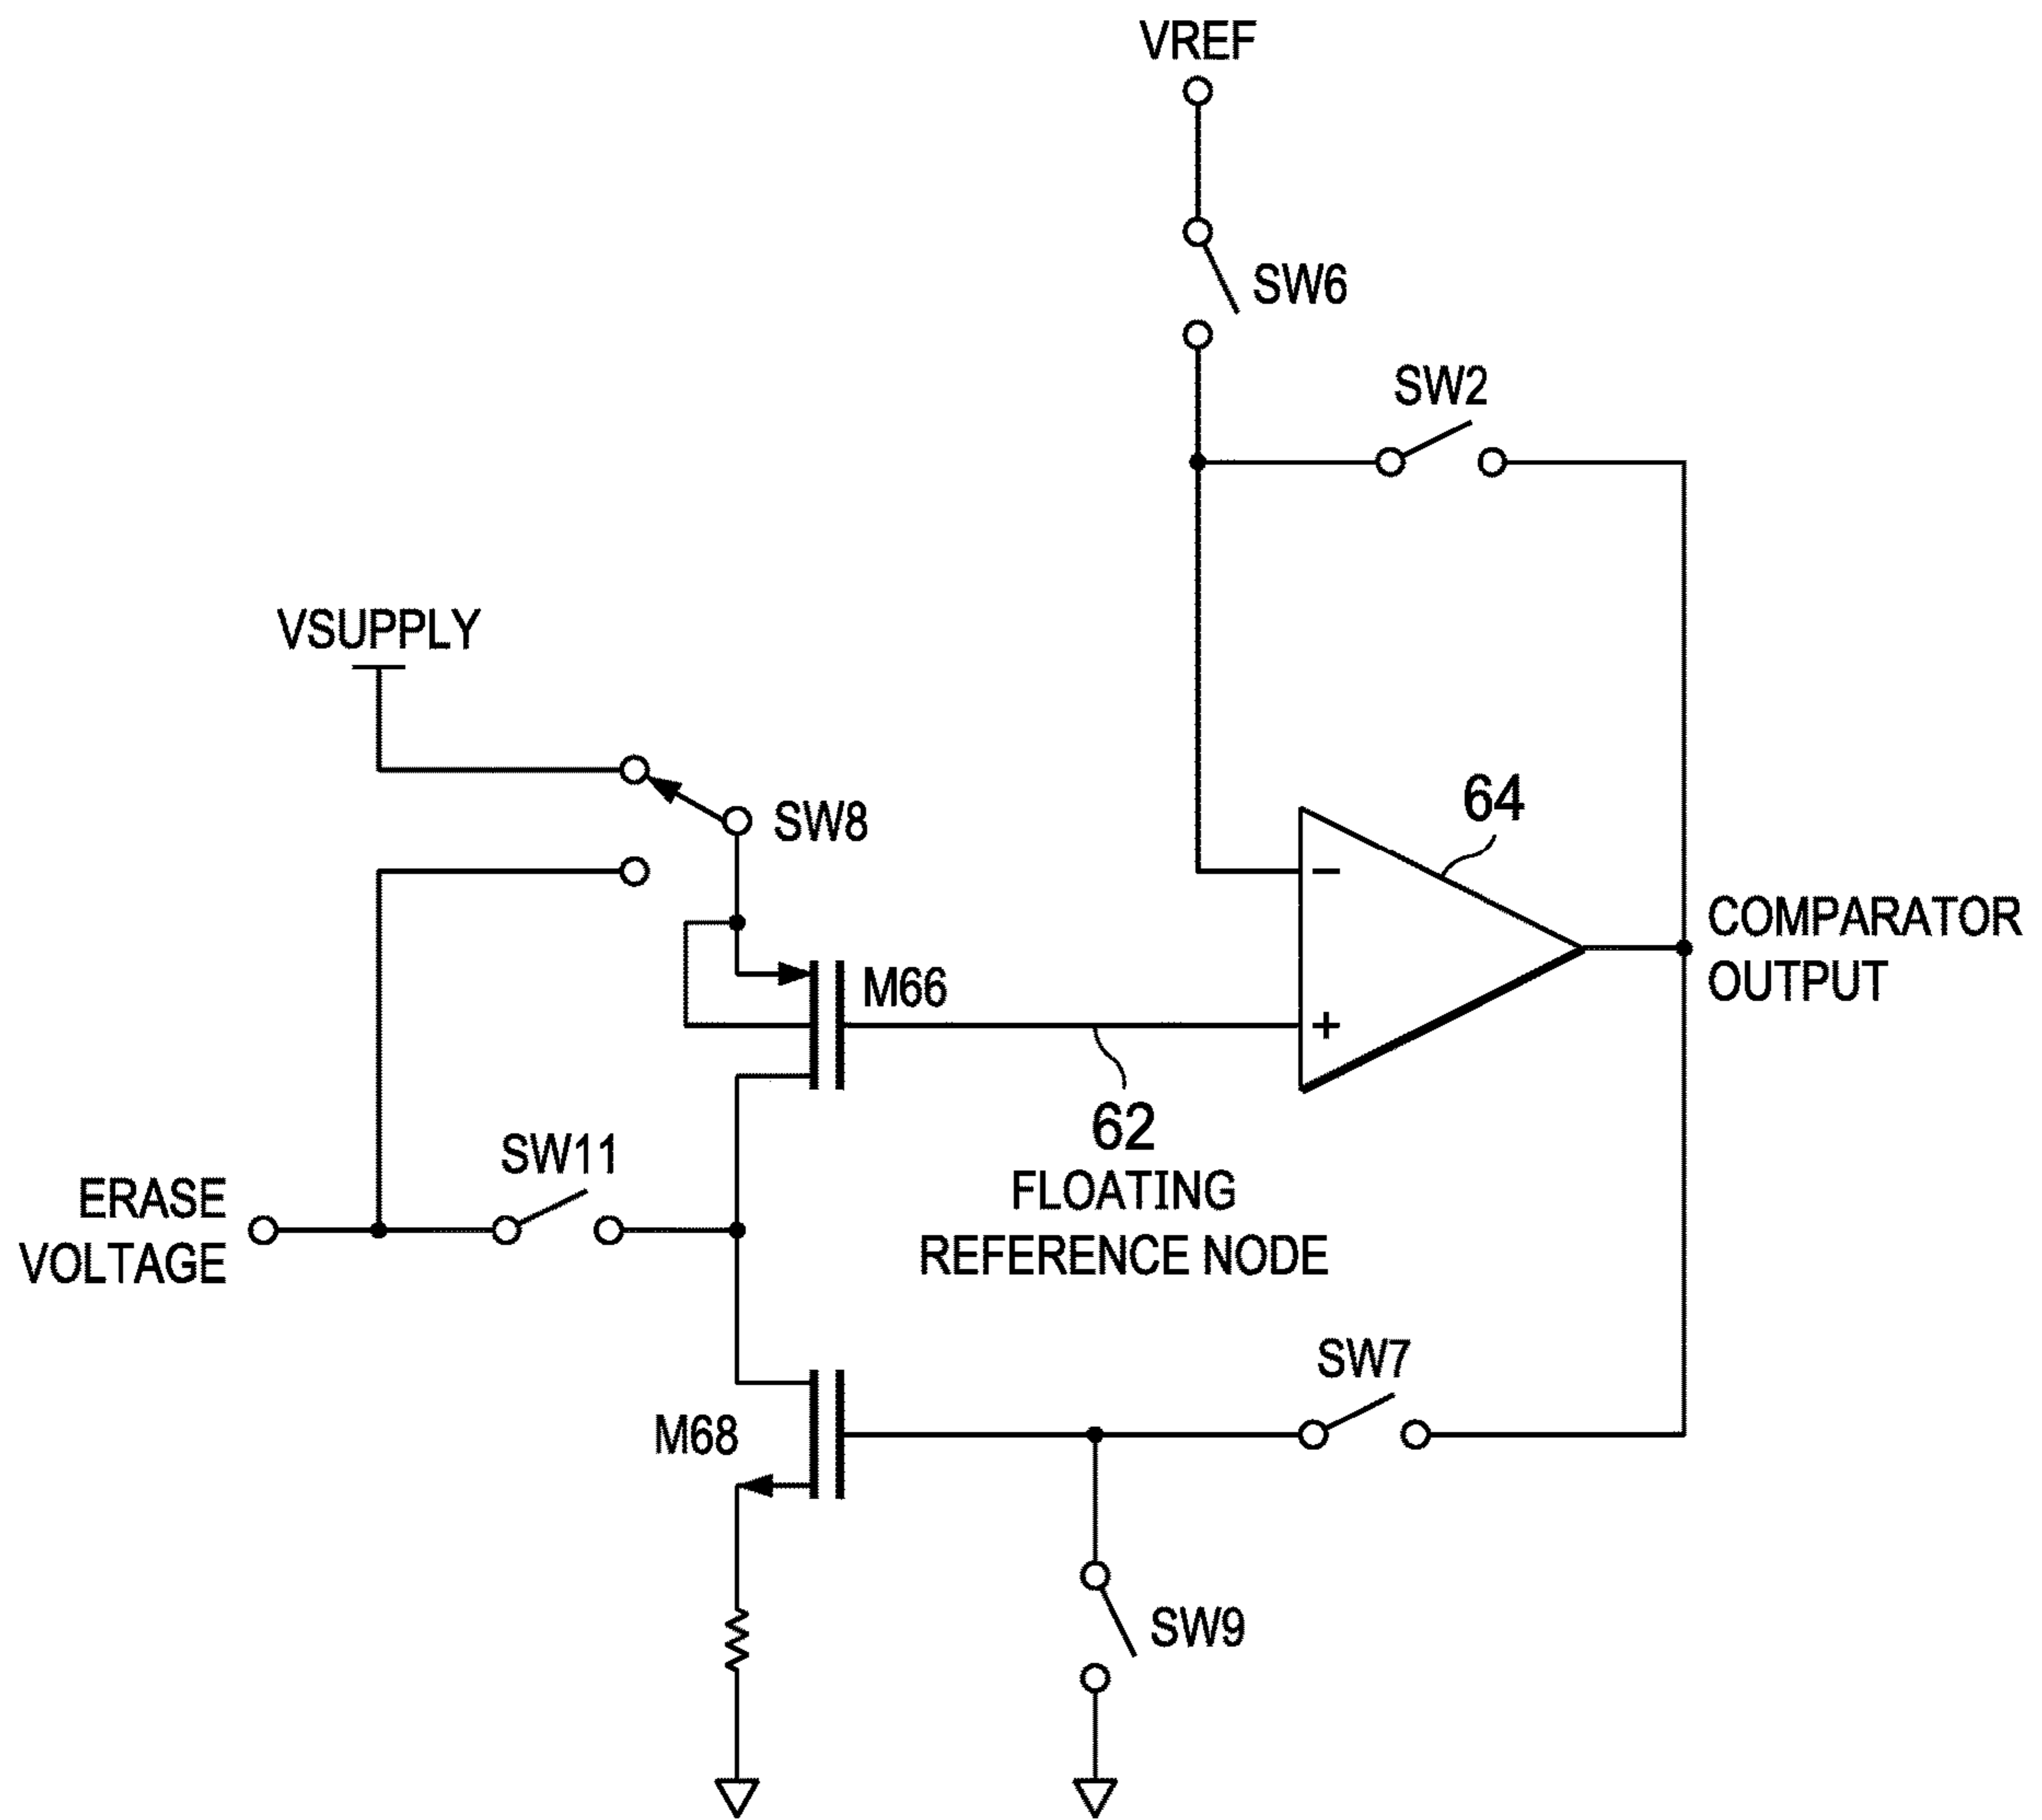 VREF
SW6
SW2
VSUPPLY
SW8
64
−
COMPARATOR
OUTPUT
M66
+
62
FLOATING
REFERENCE NODE
SW11
ERASE
VOLTAGE
SW7
M68
SW9